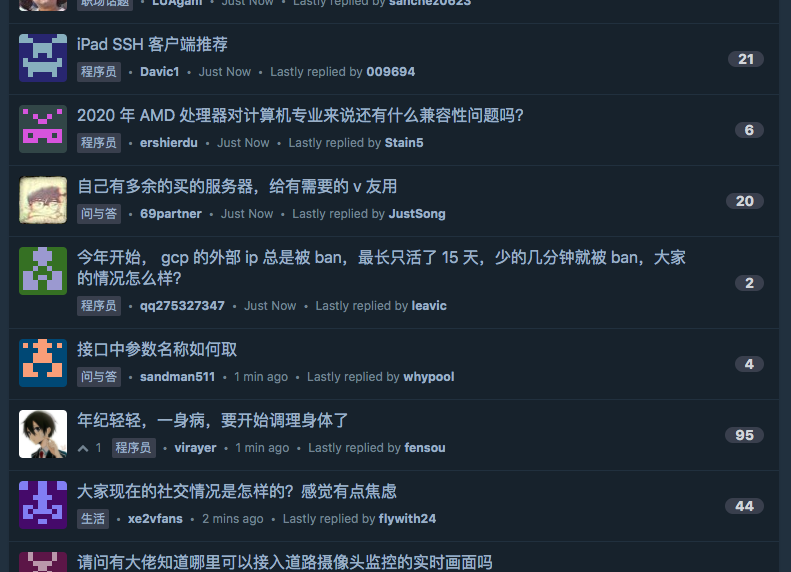 职场话题 • LUAgam • Just Now • Lastly replied by sanchez0623
iPad SSH 客户端推荐
程序员 • Davic1 • Just Now • Lastly replied by 009694
21
2020 年 AMD 处理器对计算机专业来说还有什么兼容性问题吗？
程序员 • ershierdu • Just Now • Lastly replied by Stain5
6
自己有多余的买的服务器，给有需要的 v 友用
问与答 • 69partner • Just Now • Lastly replied by JustSong
20
今年开始， gcp 的外部 ip 总是被 ban，最长只活了 15 天，少的几分钟就被 ban，大家
的情况怎么样？
程序员 • qq275327347 • Just Now • Lastly replied by leavic
2
接口中参数名称如何取
问与答 • sandman511 • 1 min ago • Lastly replied by whypool
4
年纪轻轻，一身病，要开始调理身体了
1 程序员 • virayer • 1 min ago • Lastly replied by fensou
95
大家现在的社交情况是怎样的？感觉有点焦虑
生活 • xe2vfans • 2 mins ago • Lastly replied by flywith24
44
请问有大佬知道哪里可以接入道路摄像头监控的实时画面吗